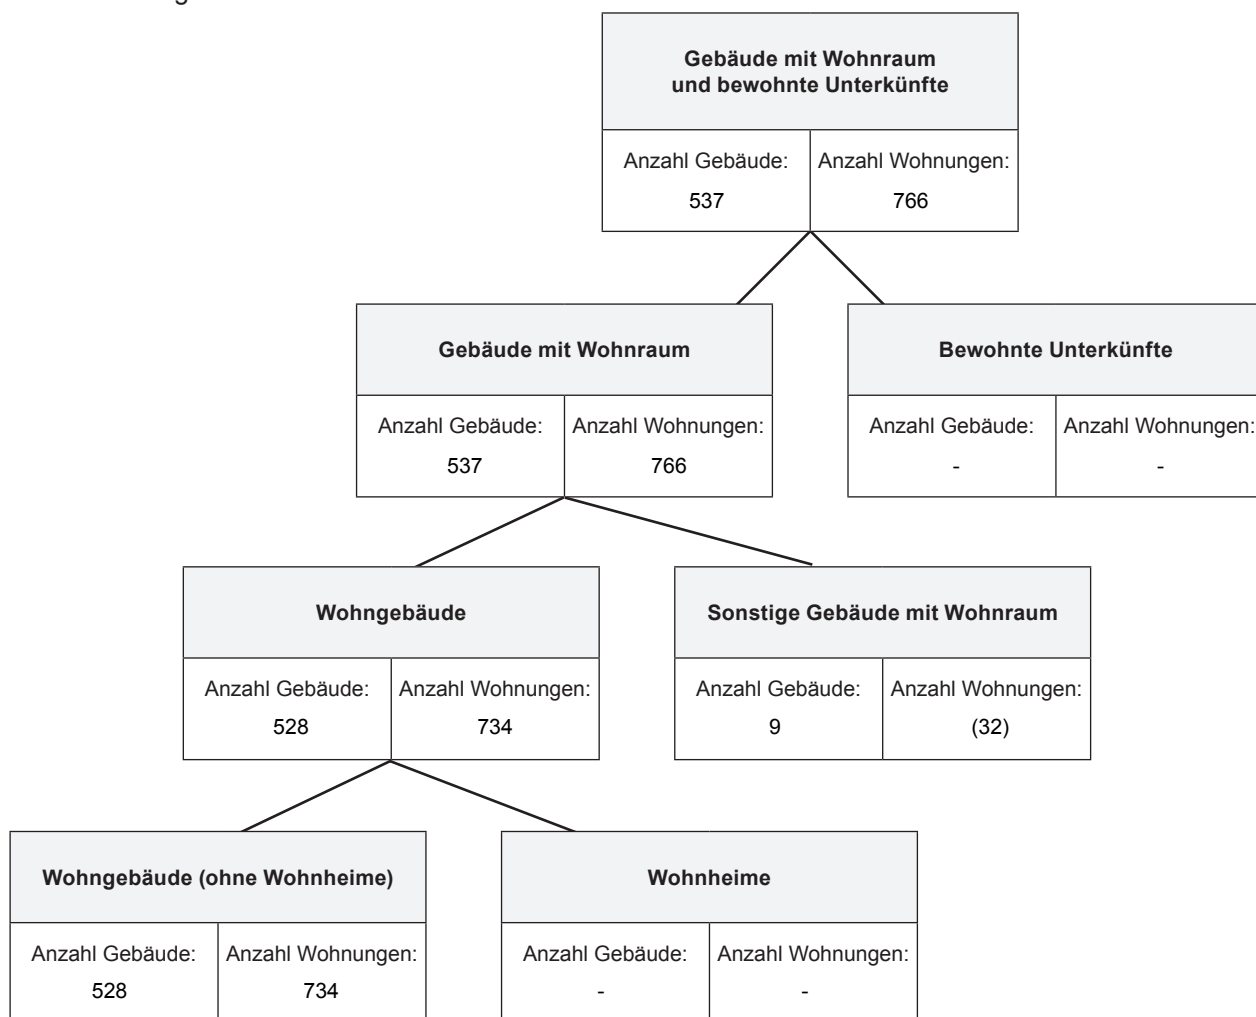 Gebäude mit Wohnraum
und bewohnte Unterkünfte
Anzahl Gebäude: Anzahl Wohnungen:
537 766
Gebäude mit Wohnraum
Anzahl Gebäude: Anzahl Wohnungen:
537 766
Bewohnte Unterkünfte
Anzahl Gebäude: Anzahl Wohnungen:
- -
Wohngebäude
Anzahl Gebäude: Anzahl Wohnungen:
528 734
Sonstige Gebäude mit Wohnraum
Anzahl Gebäude: Anzahl Wohnungen:
9 (32)
Wohngebäude (ohne Wohnheime)
Anzahl Gebäude: Anzahl Wohnungen:
528 734
Wohnheime
Anzahl Gebäude: Anzahl Wohnungen:
- -